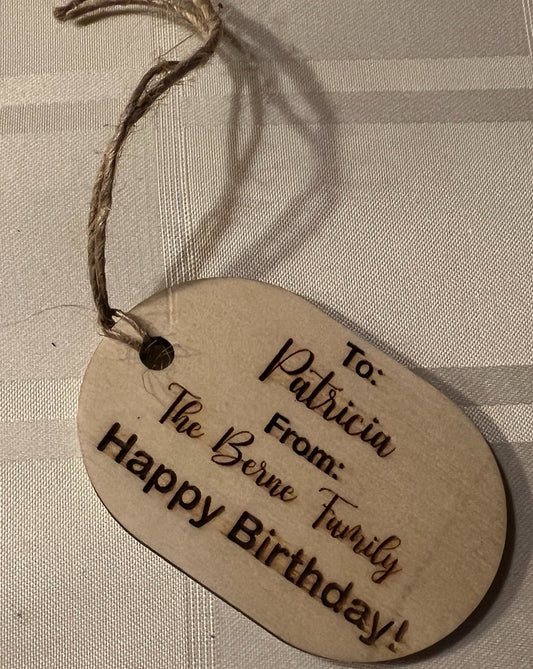 To:
Patricia
From:
The Berne Family
Happy Birthday!